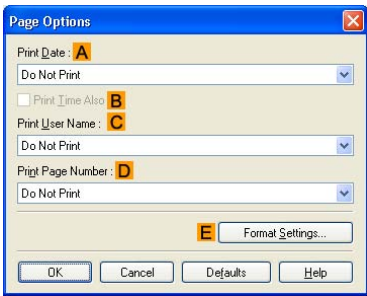 Page Options
Print Date : A
Do Not Print
Print Time Also B
Print User Name : C
Do Not Print
Print Page Number : D
Do Not Print
E Format Settings...
OK Cancel Defaults Help